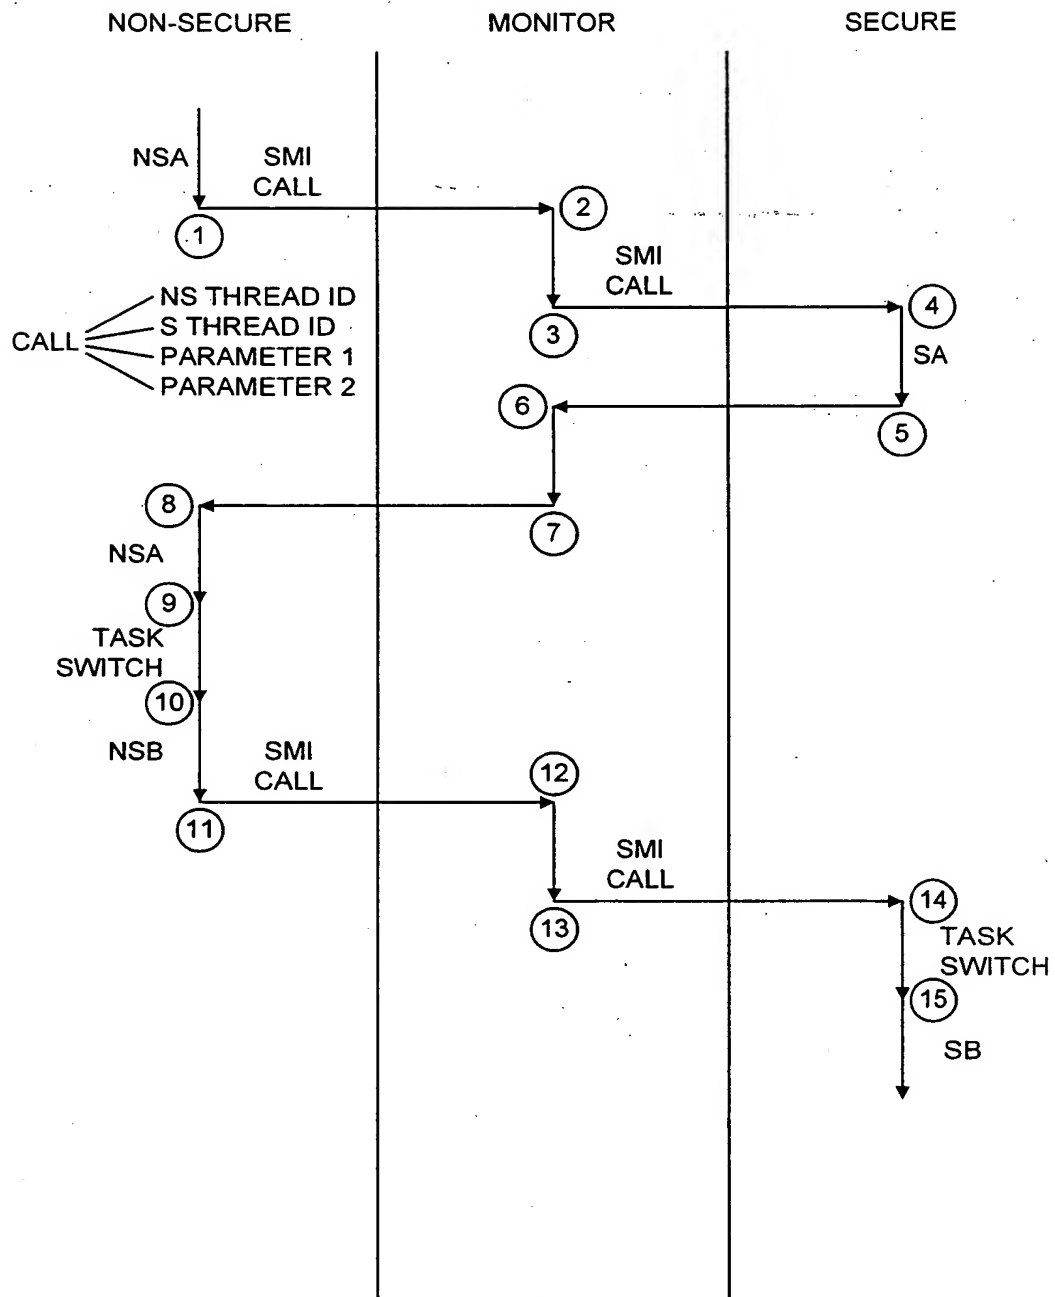 NON-SECURE
MONITOR
SECURE
NSA
SMI
CALL
1
2
SMI
CALL
3
4
SA
CALL
NS THREAD ID
S THREAD ID
PARAMETER 1
PARAMETER 2
6
5
8
7
NSA
9
TASK
SWITCH
10
NSB
SMI
CALL
12
11
SMI
CALL
13
14
TASK
SWITCH
15
SB